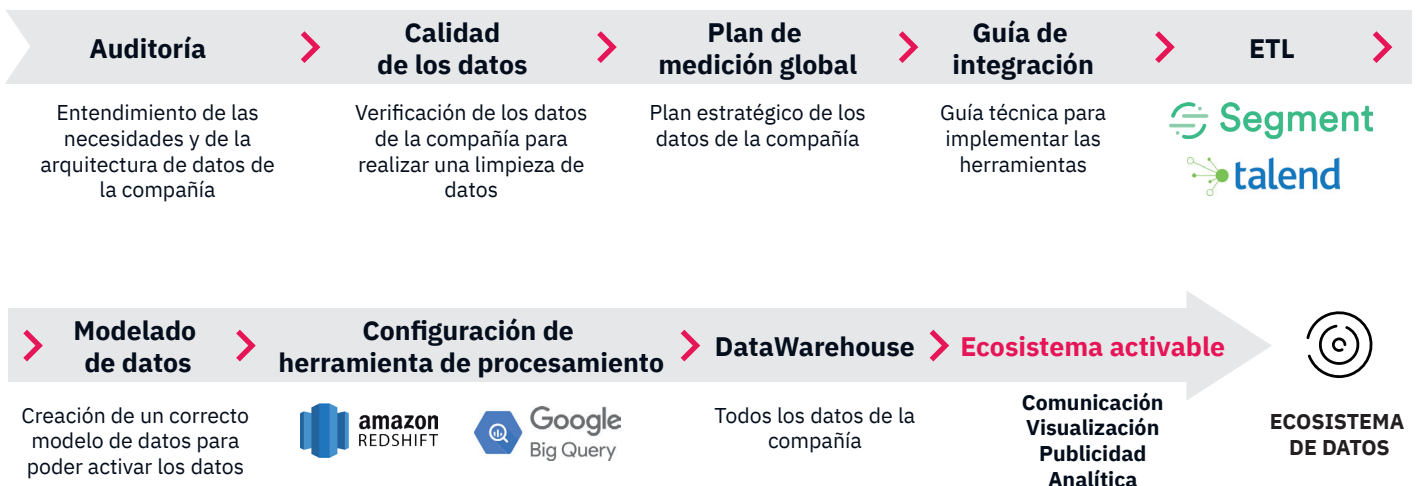 Auditoría
Calidad
de los datos
Plan de
medición global
Guía de
integración
ETL
Entendimiento de las
necesidades y de la
arquitectura de datos de
la compañía
Verificación de los datos
de la compañía para
realizar una limpieza de
datos
Plan estratégico de los
datos de la compañía
Guía técnica para
implementar las
herramientas
Segment
talend
Modelado
de datos
Configuración de
herramienta de procesamiento
DataWarehouse
Ecosistema activable
Creación de un correcto
modelo de datos para
poder activar los datos
amazon
REDSHIFT
Google
Big Query
Todos los datos de la
compañía
Comunicación
Visualización
Publicidad
Analítica
ECOSISTEMA
DE DATOS